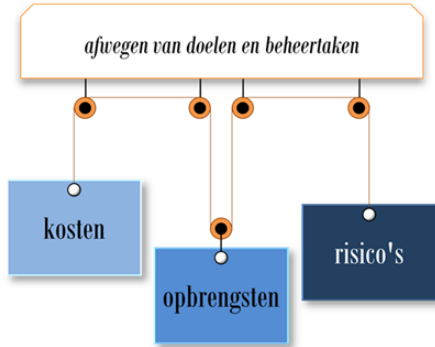 afwegen van doelen en beheertaken
kosten
opbrengsten
risico's